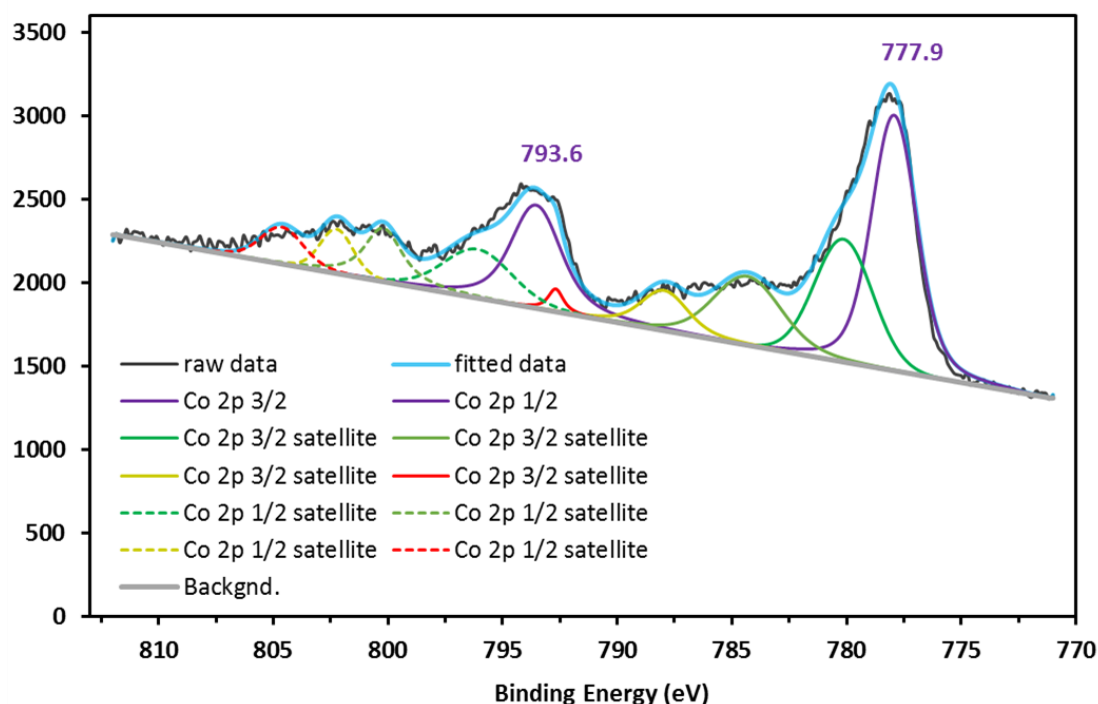 777.9
793.6
3500
3000
2500
2000
1500
1000
500
0
raw data fitted data
Co 2p 3/2 Co 2p 1/2
Co 2p 3/2 satellite Co 2p 3/2 satellite
Co 2p 3/2 satellite Co 2p 3/2 satellite
Co 2p 1/2 satellite Co 2p 1/2 satellite
Co 2p 1/2 satellite Co 2p 1/2 satellite
Backgnd.
810 805 800 795 790 785 780 775 770
Binding Energy (eV)